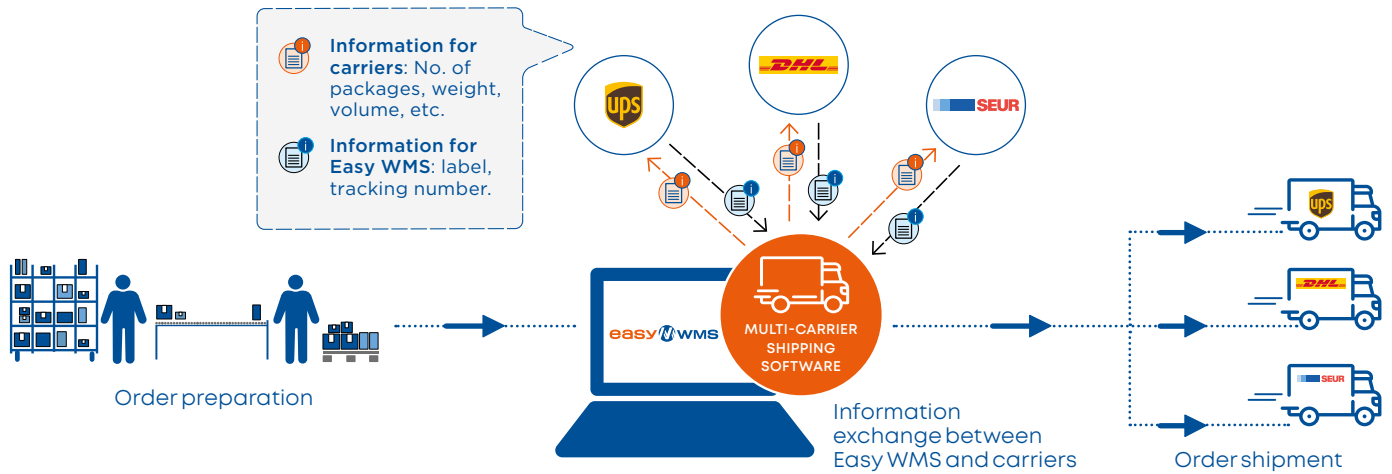 Information for
carriers: No. of
packages, weight,
volume, etc.
Information for
Easy WMS: label,
tracking number.
ups
DHL
SEUR
i
i
i
i
i
i
i
i
easy WMS
MULTI-CARRIER
SHIPPING
SOFTWARE
ups
DHL
SEUR
Order preparation
Information
exchange between
Easy WMS and carriers
Order shipment